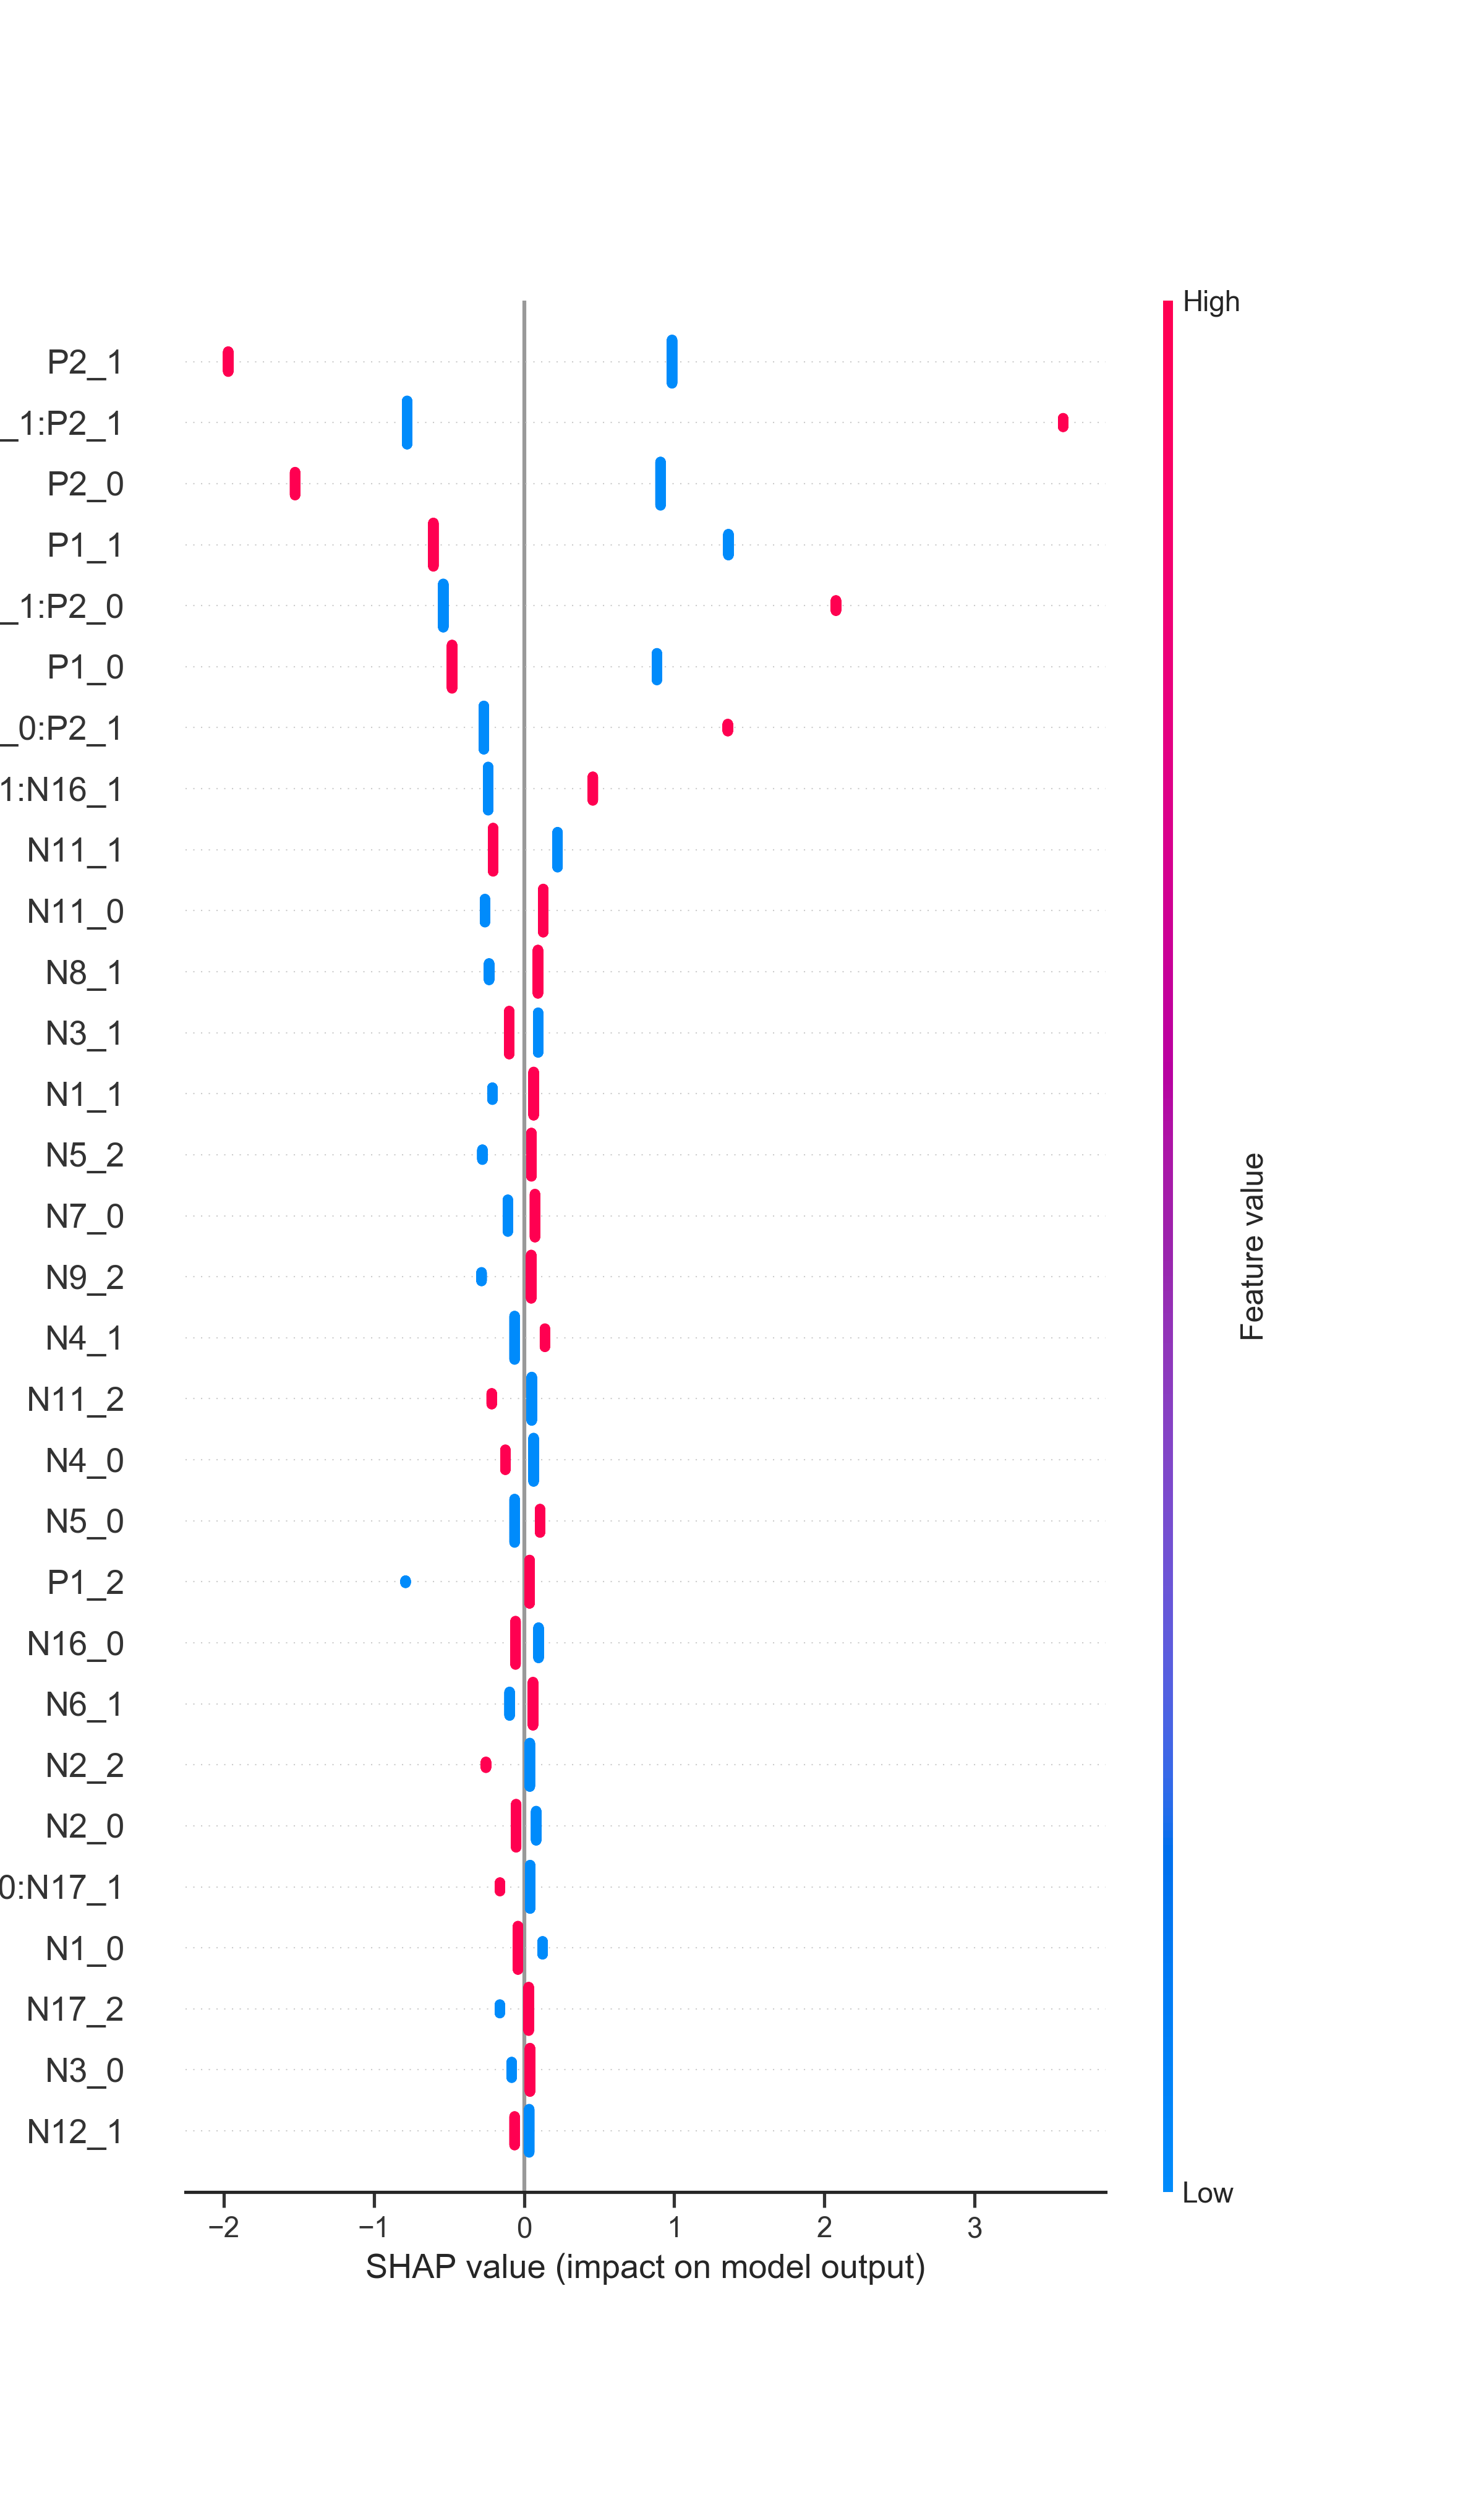 High
P2_1
_1:P2_1
P2_0
P1_1
_1:P2_0
P1_0
_0:P2_1
1:N16_1
N11_1
N11_0
N8_1
N3_1
N1_1
N5_2
N7_0
N9_2
N4_1
N11_2
N4_0
N5_0
P1_2
N16_0
N6_1
N2_2
N2_0
0:N17_1
N1_0
N17_2
N3_0
N12_1
Feature value
Low
−2 −1 0 1 2 3
SHAP value (impact on model output)